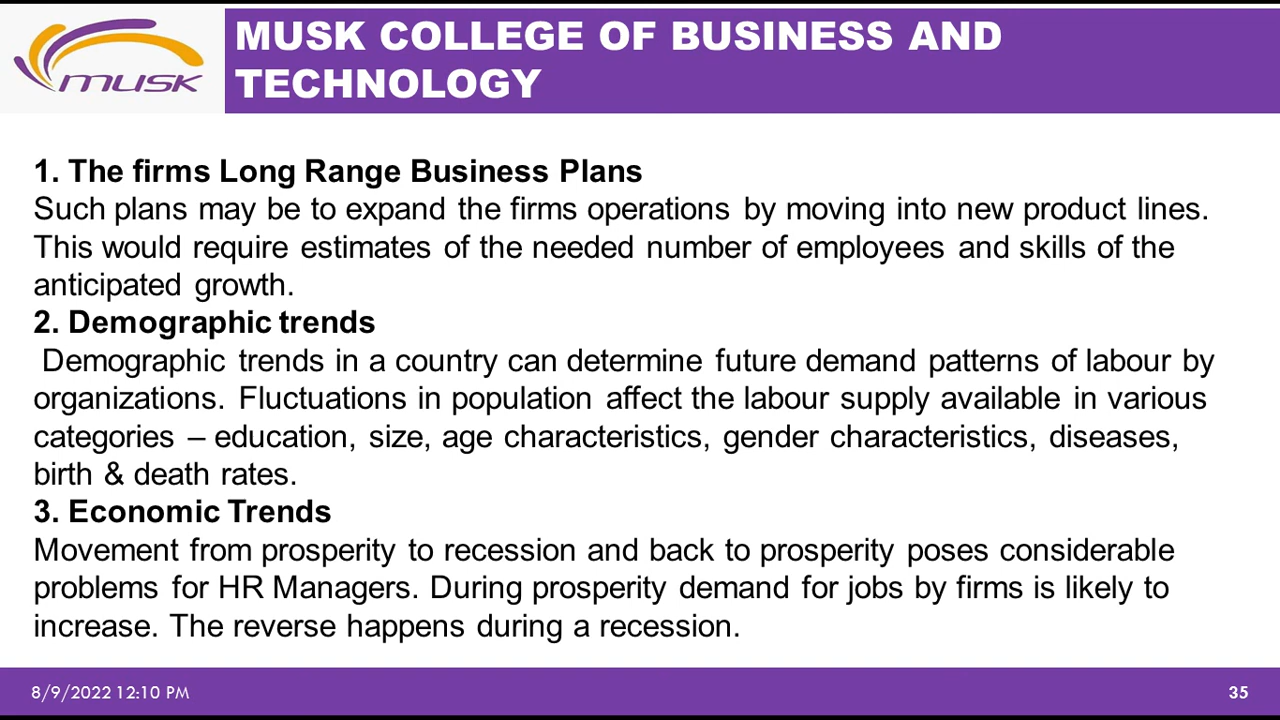 musk
MUSK COLLEGE OF BUSINESS AND
TECHNOLOGY
1. The firms Long Range Business Plans
Such plans may be to expand the firms operations by moving into new product lines.
This would require estimates of the needed number of employees and skills of the
anticipated growth.
2. Demographic trends
Demographic trends in a country can determine future demand patterns of labour by
organizations. Fluctuations in population affect the labour supply available in various
categories – education, size, age characteristics, gender characteristics, diseases,
birth & death rates.
3. Economic Trends
Movement from prosperity to recession and back to prosperity poses considerable
problems for HR Managers. During prosperity demand for jobs by firms is likely to
increase. The reverse happens during a recession.
8/9/2022 12:10 PM
35